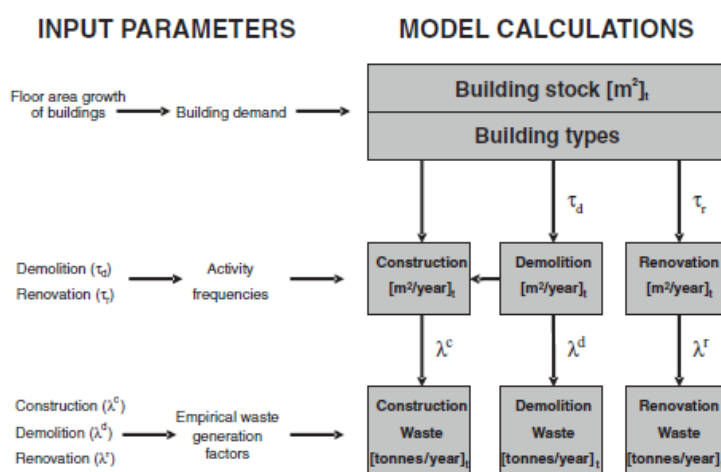 INPUT PARAMETERS
MODEL CALCULATIONS
Floor area growth
of buildings
Building demand
Building stock [m²]ₜ
Building types
τd
τr
Demolition (τd)
Renovation (τr)
Activity
frequencies
Construction
[m²/year]ₜ
Demolition
[m²/year]ₜ
Renovation
[m²/year]ₜ
λᶜ
λᵈ
λʳ
Construction (λᶜ)
Demolition (λᵈ)
Renovation (λʳ)
Empirical waste
generation
factors
Construction
Waste
[tonnes/year]ₜ
Demolition
Waste
[tonnes/year]ₜ
Renovation
Waste
[tonnes/year]ₜ